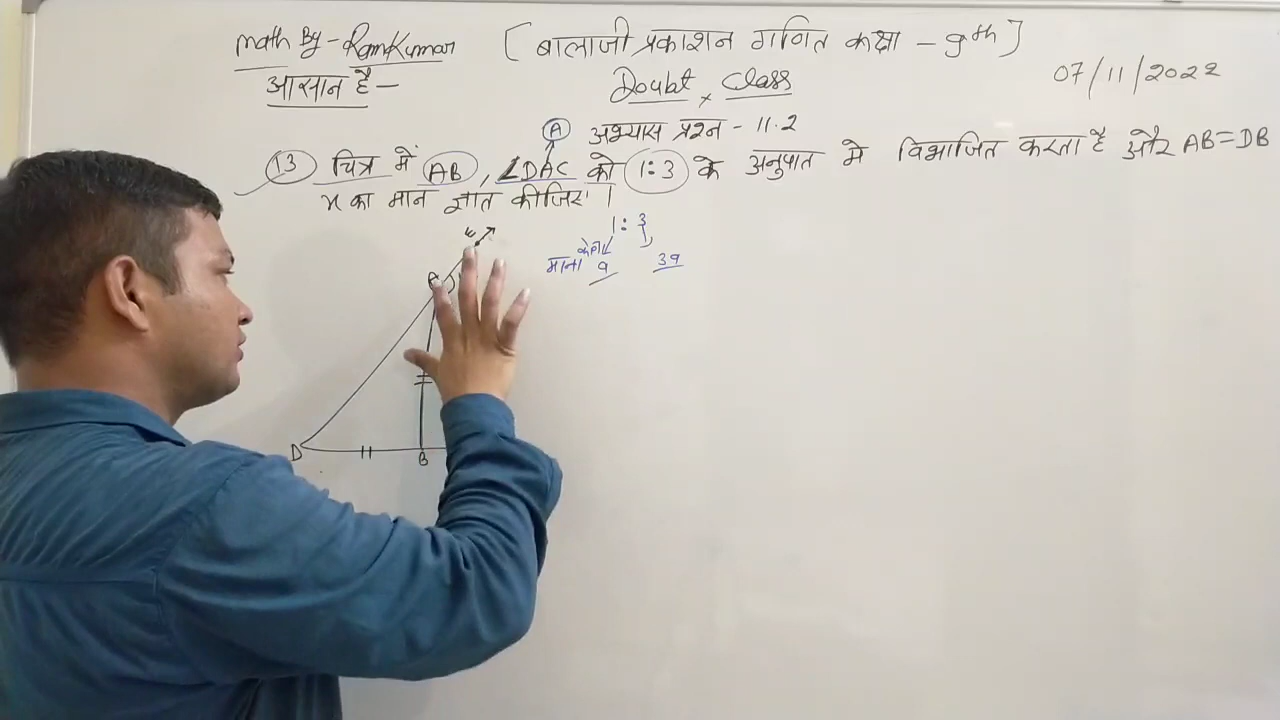 Math By - RamKumar [ बालाजी प्रकाशन गणित कक्षा - 9th ]
आसान है -
Doubt x Class
07/11/2022
A अभ्यास प्रश्न - 11.2
13 चित्र में AB, ∠DAC को 1:3 के अनुपात में विभाजित करता है और AB=DB
x का मान ज्ञात कीजिए ।
1 : 3
माना a 3a
E
A
D
B